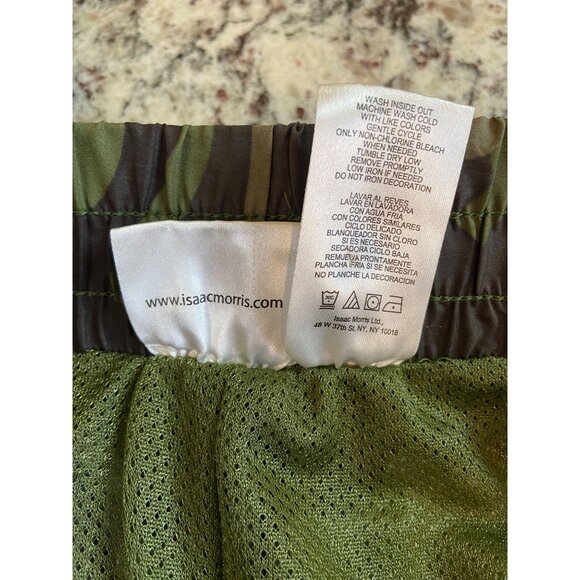 WASH INSIDE OUT
MACHINE WASH COLD
WITH LIKE COLORS
GENTLE CYCLE
ONLY NON-CHLORINE BLEACH
WHEN NEEDED
TUMBLE DRY LOW
REMOVE PROMPTLY
LOW IRON IF NEEDED
DO NOT IRON DECORATION
LAVAR AL REVES
LAVAR EN LAVADORA
CON AGUA FRIA
CON COLORES SIMILARES
CICLO DELICADO
BLANQUEADOR SIN CLORO
SI ES NECESARIO
SECADORA CICLO BAJA
REMUEVA PRONTAMENTE
PLANCHA FRIA SI SE NECESITA
NO PLANCHE LA DECORACION
Isaac Morris Ltd.,
48 W 37th St. NY, NY 10018
www.isaacmorris.com